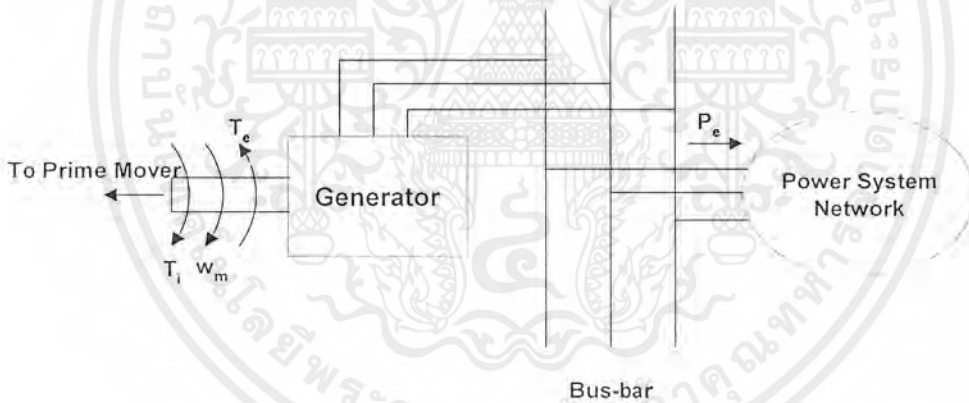 T_e
P_e
To Prime Mover
Generator
Power System
Network
T_i w_m
Bus-bar